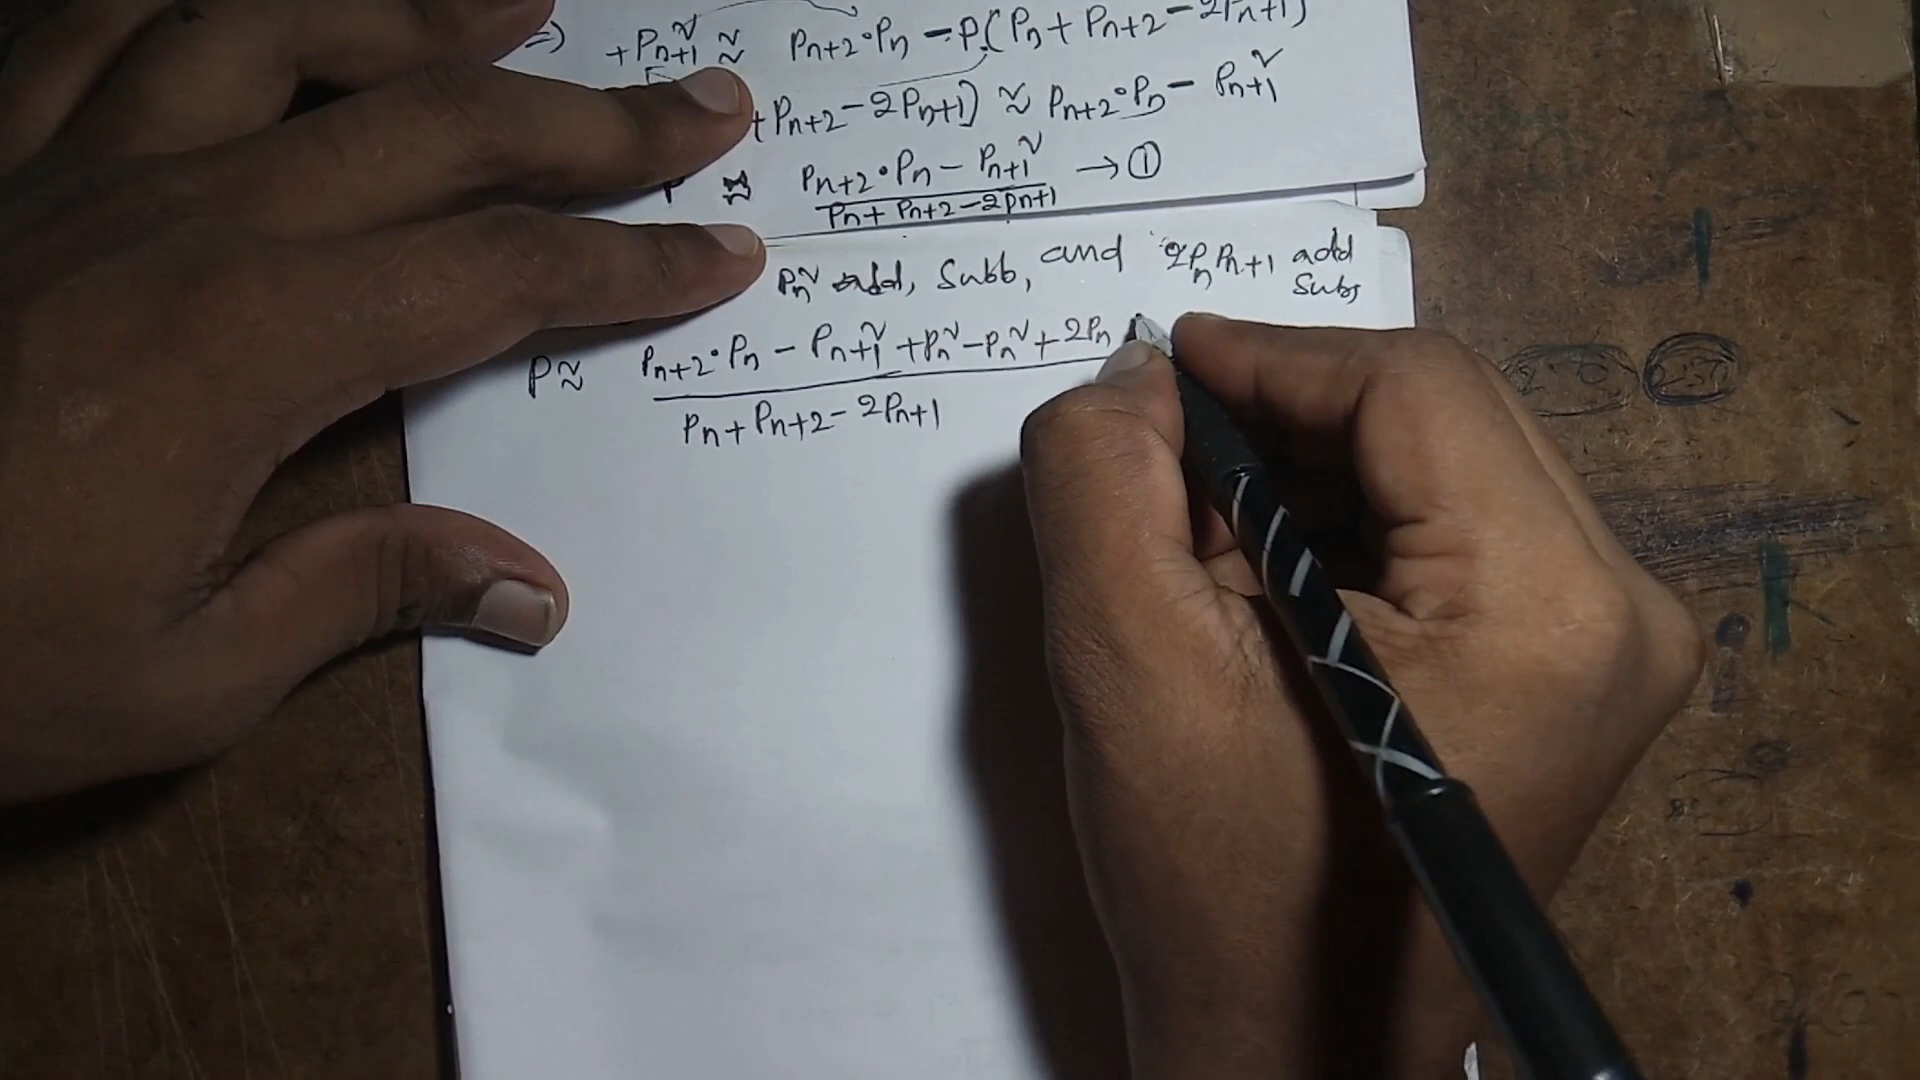 ⇒) +Pₙ₊₁² ≈ Pₙ₊₂·Pₙ - P(Pₙ + Pₙ₊₂ - 2Pₙ₊₁)
+ Pₙ₊₂ - 2Pₙ₊₁) ≈ Pₙ₊₂·Pₙ - Pₙ₊₁²
P ≈ (Pₙ₊₂·Pₙ - Pₙ₊₁²) / (Pₙ + Pₙ₊₂ - 2Pₙ₊₁) → ①
Pₙ² add, Subb, and 2PₙPₙ₊₁ add Subs
P ≈ (Pₙ₊₂·Pₙ - Pₙ₊₁² + Pₙ² - Pₙ² + 2Pₙ) / (Pₙ + Pₙ₊₂ - 2Pₙ₊₁)